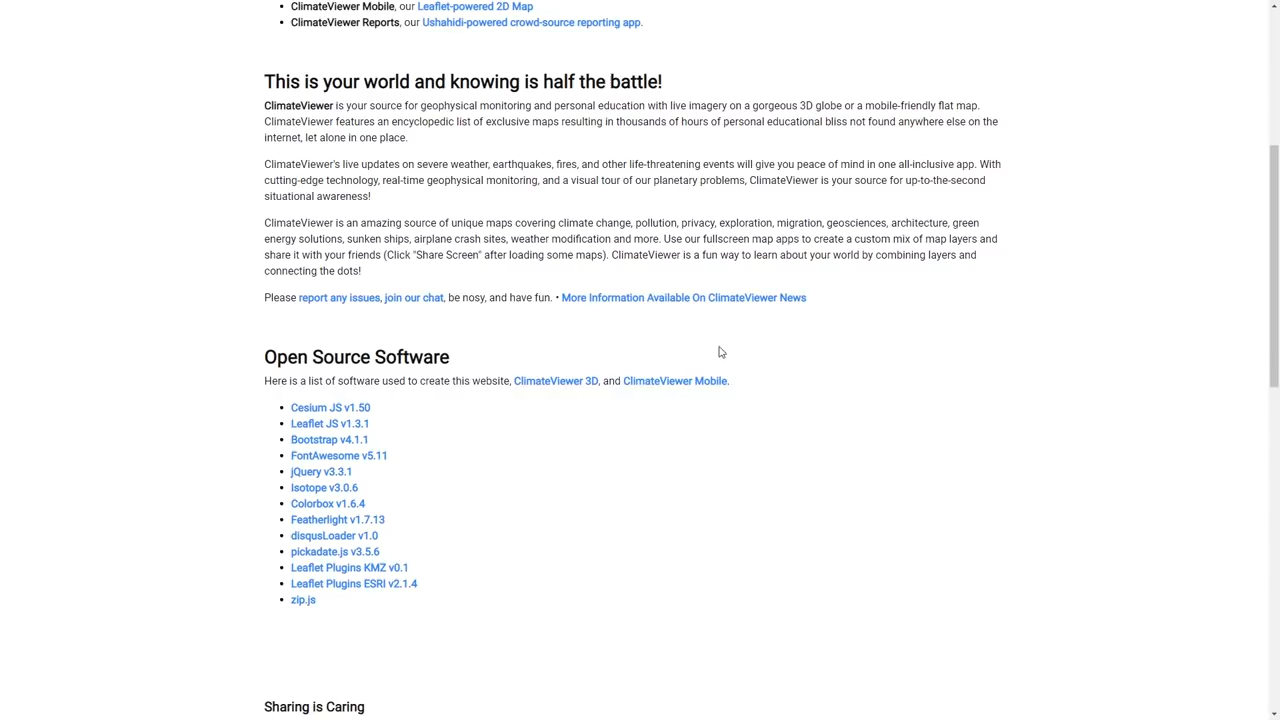 ClimateViewer Mobile, our Leaflet-powered 2D Map
ClimateViewer Reports, our Ushahidi-powered crowd-source reporting app.
This is your world and knowing is half the battle!
ClimateViewer is your source for geophysical monitoring and personal education with live imagery on a gorgeous 3D globe or a mobile-friendly flat map.
ClimateViewer features an encyclopedic list of exclusive maps resulting in thousands of hours of personal educational bliss not found anywhere else on the
internet, let alone in one place.
ClimateViewer's live updates on severe weather, earthquakes, fires, and other life-threatening events will give you peace of mind in one all-inclusive app. With
cutting-edge technology, real-time geophysical monitoring, and a visual tour of our planetary problems, ClimateViewer is your source for up-to-the-second
situational awareness!
ClimateViewer is an amazing source of unique maps covering climate change, pollution, privacy, exploration, migration, geosciences, architecture, green
energy solutions, sunken ships, airplane crash sites, weather modification and more. Use our fullscreen map apps to create a custom mix of map layers and
share it with your friends (Click "Share Screen" after loading some maps). ClimateViewer is a fun way to learn about your world by combining layers and
connecting the dots!
Please report any issues, join our chat, be nosy, and have fun. • More Information Available On ClimateViewer News
Open Source Software
Here is a list of software used to create this website, ClimateViewer 3D, and ClimateViewer Mobile.
Cesium JS v1.50
Leaflet JS v1.3.1
Bootstrap v4.1.1
FontAwesome v5.11
jQuery v3.3.1
Isotope v3.0.6
Colorbox v1.6.4
Featherlight v1.7.13
disqusLoader v1.0
pickadate.js v3.5.6
Leaflet Plugins KMZ v0.1
Leaflet Plugins ESRI v2.1.4
zip.js
Sharing is Caring